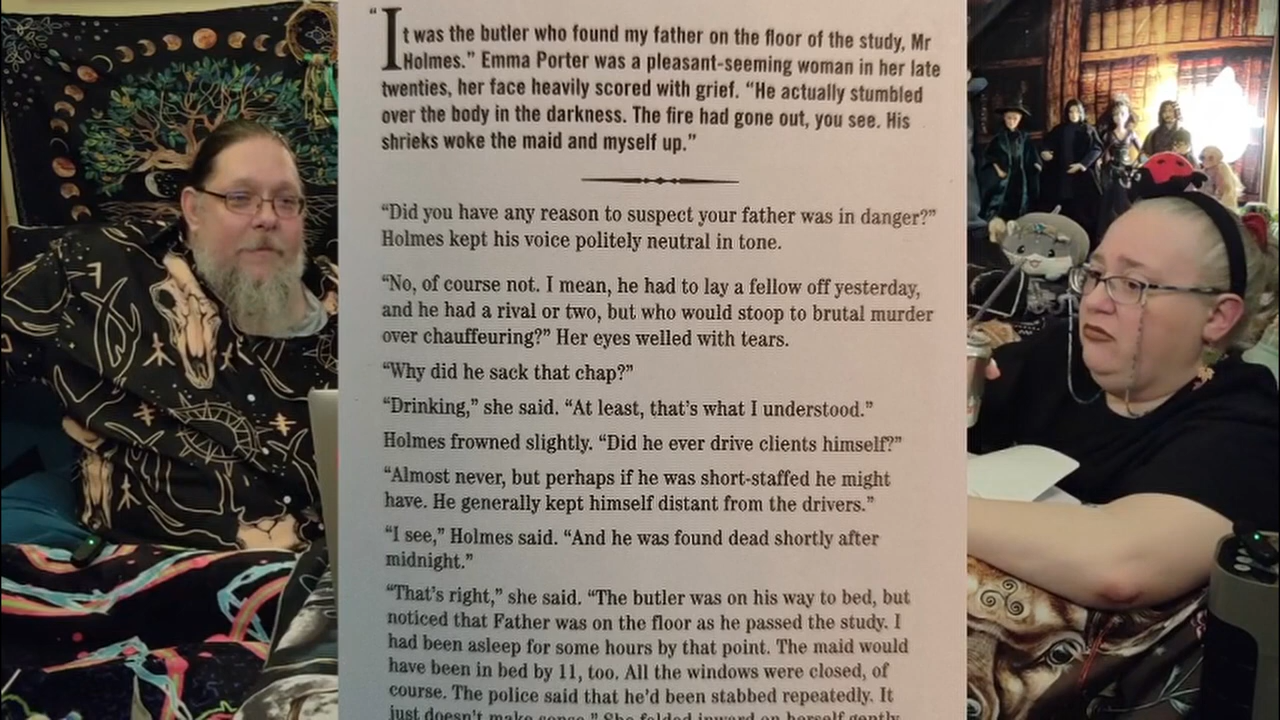 “It was the butler who found my father on the floor of the study, Mr
Holmes.” Emma Porter was a pleasant-seeming woman in her late
twenties, her face heavily scored with grief. “He actually stumbled
over the body in the darkness. The fire had gone out, you see. His
shrieks woke the maid and myself up.”
“Did you have any reason to suspect your father was in danger?”
Holmes kept his voice politely neutral in tone.
“No, of course not. I mean, he had to lay a fellow off yesterday,
and he had a rival or two, but who would stoop to brutal murder
over chauffeuring?” Her eyes welled with tears.
“Why did he sack that chap?”
“Drinking,” she said. “At least, that’s what I understood.”
Holmes frowned slightly. “Did he ever drive clients himself?”
“Almost never, but perhaps if he was short-staffed he might
have. He generally kept himself distant from the drivers.”
“I see,” Holmes said. “And he was found dead shortly after
midnight.”
“That’s right,” she said. “The butler was on his way to bed, but
noticed that Father was on the floor as he passed the study. I
had been asleep for some hours by that point. The maid would
have been in bed by 11, too. All the windows were closed, of
course. The police said that he’d been stabbed repeatedly. It
just doesn’t make sense.” She folded inward on herself gently